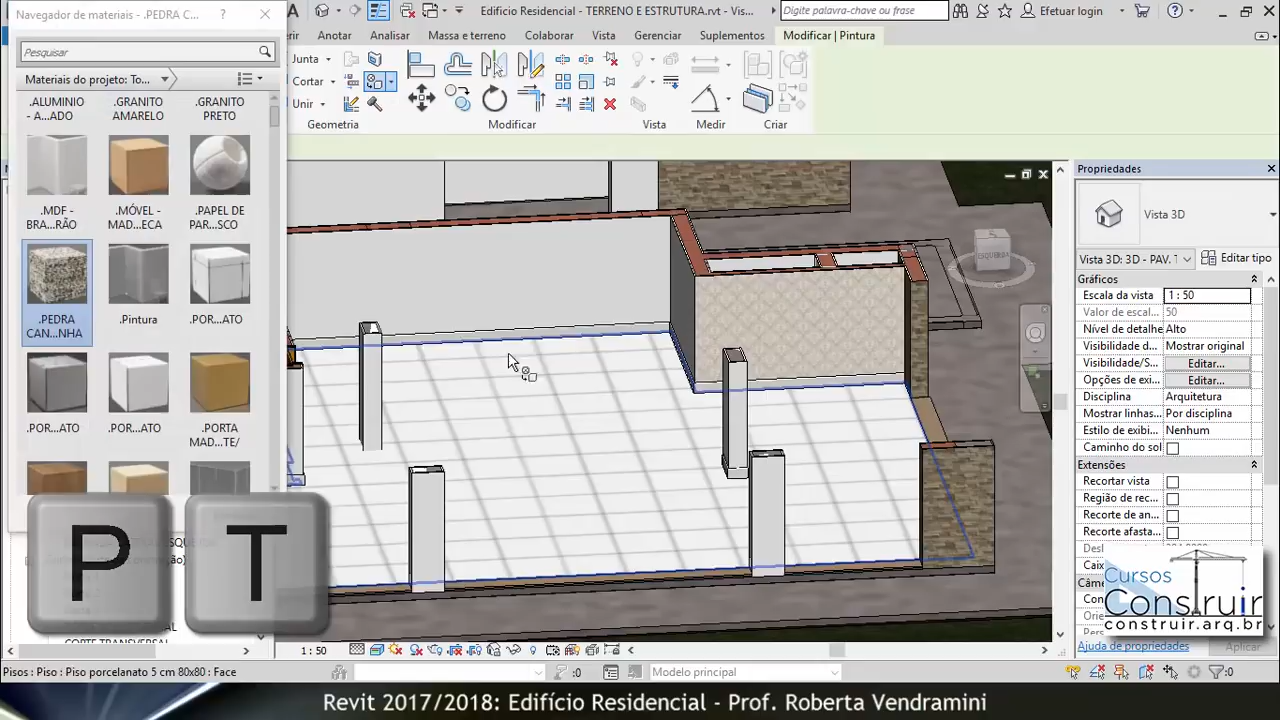 Navegador de materiais - .PEDRA C... ? 
Edificio Residencial - TERRENO E ESTRUTURA.rvt - Vis...
Digite palavra-chave ou frase
Efetuar login
Anotar
Analisar
Massa e terreno
Colaborar
Vista
Gerenciar
Suplementos
Modificar | Pintura
Pesquisar
Materiais do projeto: To...
Junta
Cortar
Unir
Geometria
Modificar
Vista
Medir
Criar
.ALUMINIO - A...ADO
.GRANITO AMARELO
.GRANITO PRETO
.MDF - BRA...RÃO
.MÓVEL - MAD...ECA
.PAPEL DE PAR...SCO
.PEDRA CAN...NHA
.Pintura
.POR...ATO
.POR...ATO
.POR...ATO
.PORTA MAD...TE/
P T
ESQUERDA
Propriedades
Vista 3D
Vista 3D: 3D - PAV. T
Editar tipo
Gráficos
Escala da vista 1 : 50
Valor de escal... 50
Nível de detalhe Alto
Visibilidade d... Mostrar original
Visibilidade/S... Editar...
Opções de exi... Editar...
Disciplina Arquitetura
Mostrar linhas... Por disciplina
Estilo de exibi... Nenhum
Caminho do sol
Extensões
Recortar vista
Região de rec...
Recorte de an...
Recorte afasta...
Caix
Câme
Con
Cursos
Construir
construir.arq.br
Ajuda de propriedades
Aplicar
1 : 50
Pisos : Piso : Piso porcelanato 5 cm 80x80 : Face
:0
Modelo principal
:0
Revit 2017/2018: Edifício Residencial - Prof. Roberta Vendramini